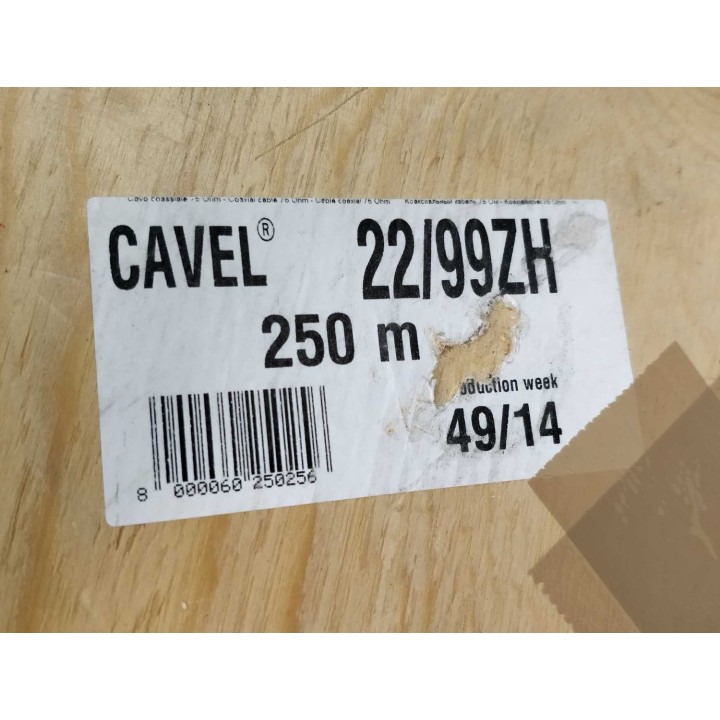 Cavo coassiale 75 Ohm - Coaxial cable 75 Ohm - Câble coaxial 75 Ohm
CAVEL® 22/99ZH
250 m
oduction week
49/14
8 000060 250256